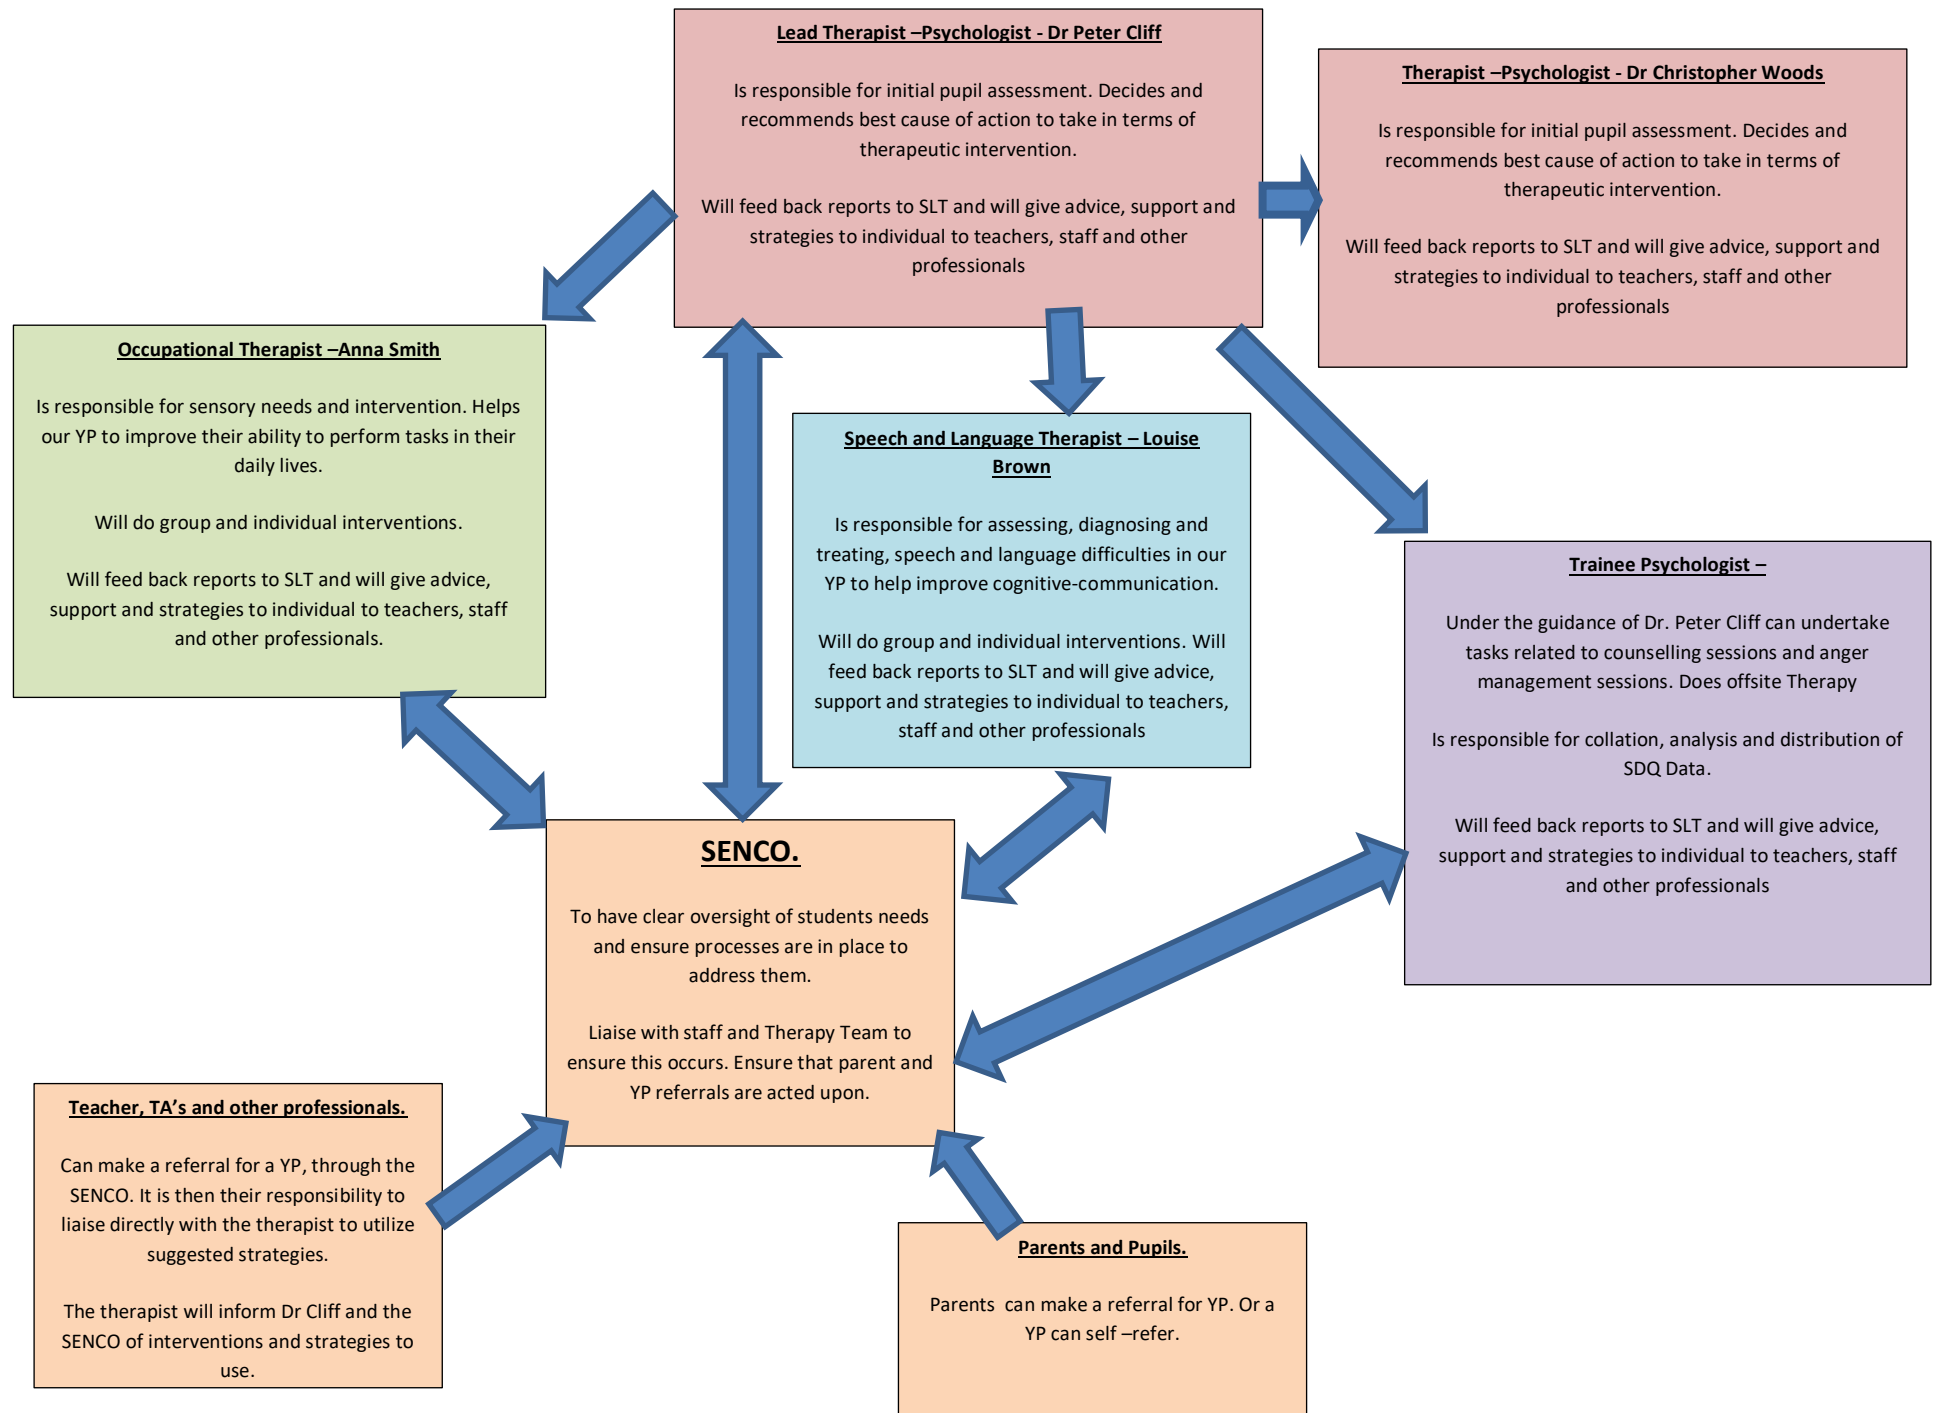 Lead Therapist –Psychologist - Dr Peter Cliff
Is responsible for initial pupil assessment. Decides and
recommends best cause of action to take in terms of
therapeutic intervention.
Will feed back reports to SLT and will give advice, support and
strategies to individual to teachers, staff and other
professionals
Therapist –Psychologist - Dr Christopher Woods
Is responsible for initial pupil assessment. Decides and
recommends best cause of action to take in terms of
therapeutic intervention.
Will feed back reports to SLT and will give advice, support and
strategies to individual to teachers, staff and other
professionals
Occupational Therapist –Anna Smith
Is responsible for sensory needs and intervention. Helps
our YP to improve their ability to perform tasks in their
daily lives.
Will do group and individual interventions.
Will feed back reports to SLT and will give advice,
support and strategies to individual to teachers, staff
and other professionals.
Speech and Language Therapist – Louise
Brown
Is responsible for assessing, diagnosing and
treating, speech and language difficulties in our
YP to help improve cognitive-communication.
Will do group and individual interventions. Will
feed back reports to SLT and will give advice,
support and strategies to individual to teachers,
staff and other professionals
Trainee Psychologist –
Under the guidance of Dr. Peter Cliff can undertake
tasks related to counselling sessions and anger
management sessions. Does offsite Therapy
Is responsible for collation, analysis and distribution of
SDQ Data.
Will feed back reports to SLT and will give advice,
support and strategies to individual to teachers, staff
and other professionals
SENCO.
To have clear oversight of students needs
and ensure processes are in place to
address them.
Liaise with staff and Therapy Team to
ensure this occurs. Ensure that parent and
YP referrals are acted upon.
Teacher, TA’s and other professionals.
Can make a referral for a YP, through the
SENCO. It is then their responsibility to
liaise directly with the therapist to utilize
suggested strategies.
The therapist will inform Dr Cliff and the
SENCO of interventions and strategies to
use.
Parents and Pupils.
Parents  can make a referral for YP. Or a
YP can self –refer.